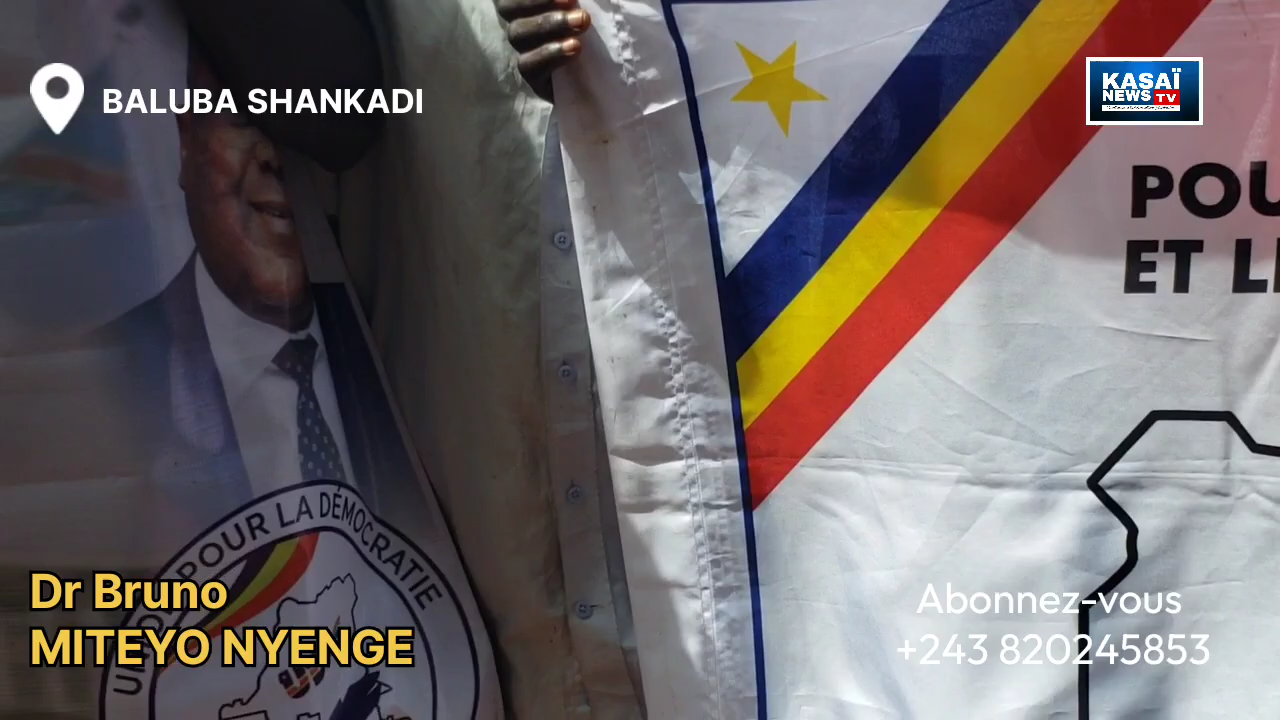 BALUBA SHANKADI
KASAÏ
NEWS TV
POU
ET L
POUR LA DÉMOCRATIE
Dr Bruno
MITEYO NYENGE
Abonnez-vous
+243 820245853